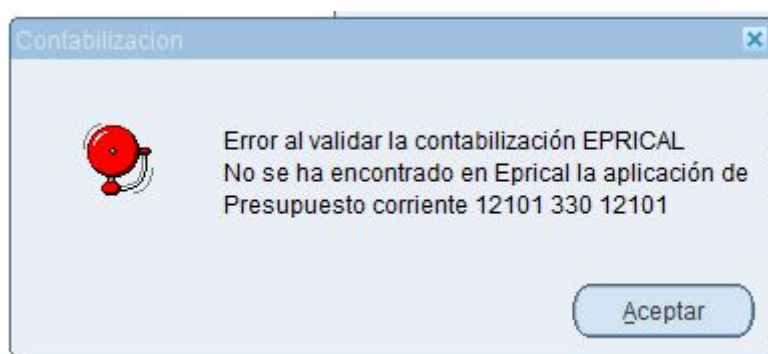 Contabilizacion
Error al validar la contabilización EPRICAL
No se ha encontrado en Eprical la aplicación de
Presupuesto corriente 12101 330 12101
Aceptar